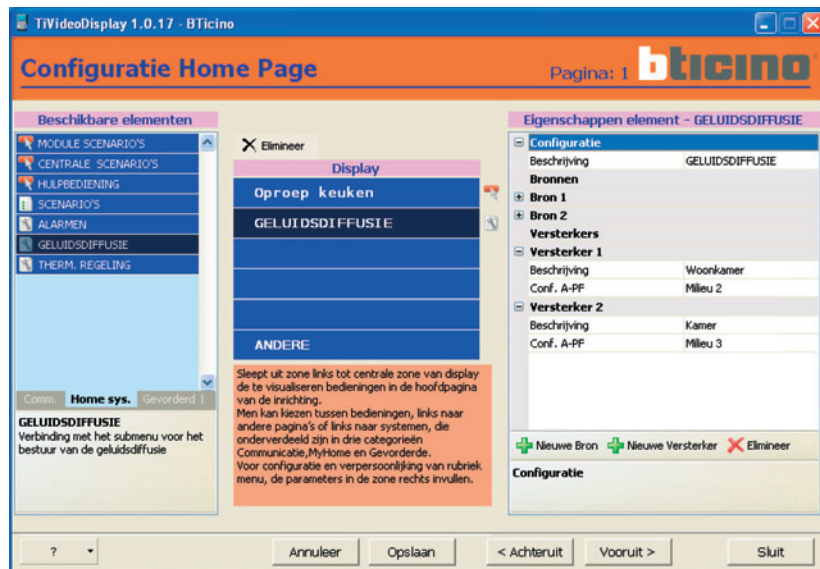 TiVideoDisplay 1.0.17 - BTicino
Configuratie Home Page
Pagina: 1
bticino
Beschikbare elementen
MODULE SCENARIO'S
CENTRALE SCENARIO'S
HULPBEDIENING
SCENARIO'S
ALARMEN
GELUIDSDIFFUSIE
THERM. REGELING
Comm. Home sys. Gevorderd
GELUIDSDIFFUSIE
Verbinding met het submenu voor het
bestuur van de geluidsdiffusie
Elimineer
Display
Oproep keuken
GELUIDSDIFFUSIE
ANDERE
Sleept uit zone links tot centrale zone van display
de te visualiseren bedieningen in de hoofdpagina
van de inrichting.
Men kan kiezen tussen bedieningen, links naar
andere pagina's of links naar systemen, die
onderverdeeld zijn in drie categorieën
Communicatie,MyHome en Gevorderde.
Voor configuratie en verpersoonlijking van rubriek
menu, de parameters in de zone rechts invullen.
Eigenschappen element - GELUIDSDIFFUSIE
Configuratie
Beschrijving GELUIDSDIFFUSIE
Bronnen
Bron 1
Bron 2
Versterkers
Versterker 1
Beschrijving Woonkamer
Conf. A-PF Milieu 2
Versterker 2
Beschrijving Kamer
Conf. A-PF Milieu 3
Nieuwe Bron Nieuwe Versterker Elimineer
Configuratie
? Annuleer Opslaan < Achteruit Vooruit > Sluit